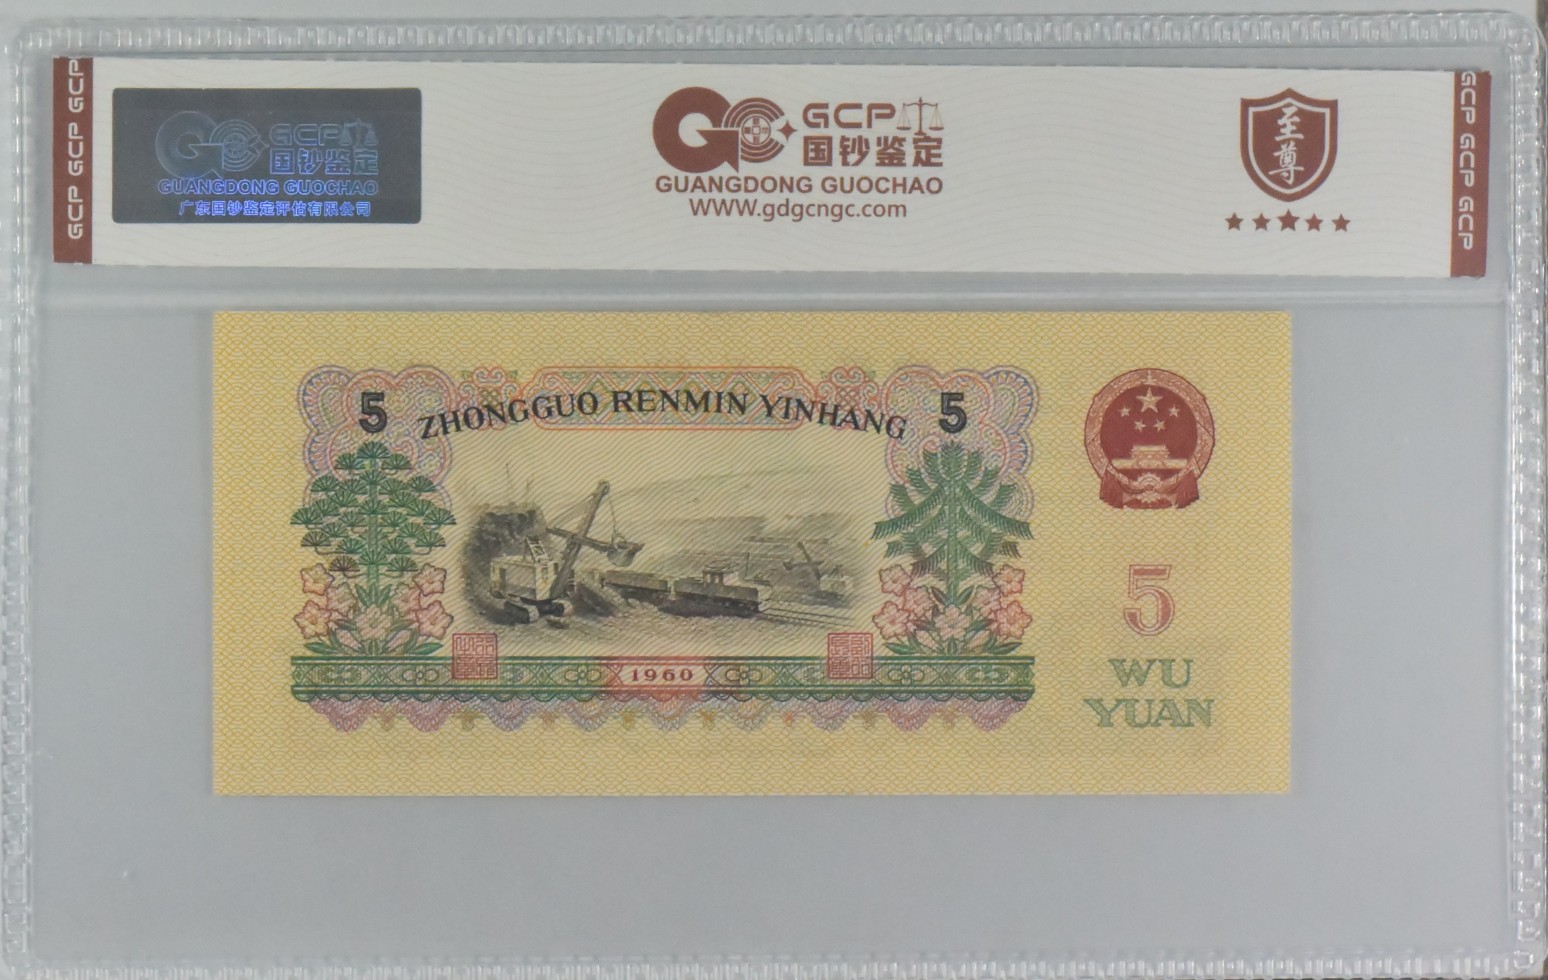 GCP GCP GCP
GCP
国钞鉴定
GUANGDONG GUOCHAO
广东国钞鉴定评估有限公司
GCP
国钞鉴定
GUANGDONG GUOCHAO
WWW.gdgcngc.com
至尊
GCP GCP GCP
5
ZHONGGUO RENMIN YINHANG
5
1960
5
WU
YUAN